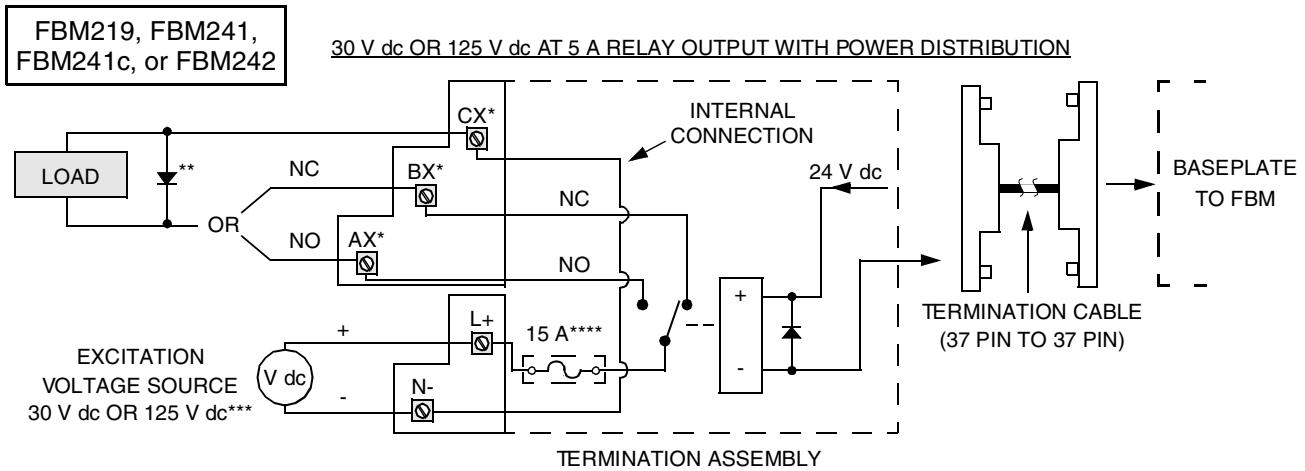 FBM219, FBM241,
FBM241c, or FBM242
30 V dc OR 125 V dc AT 5 A RELAY OUTPUT WITH POWER DISTRIBUTION
CX*
INTERNAL
CONNECTION
LOAD
**
NC
BX*
NC
24 V dc
BASEPLATE
TO FBM
OR
NO
AX*
NO
+
-
TERMINATION CABLE
(37 PIN TO 37 PIN)
EXCITATION
VOLTAGE SOURCE
30 V dc OR 125 V dc***
V dc
+
-
L+
N-
15 A****
TERMINATION ASSEMBLY